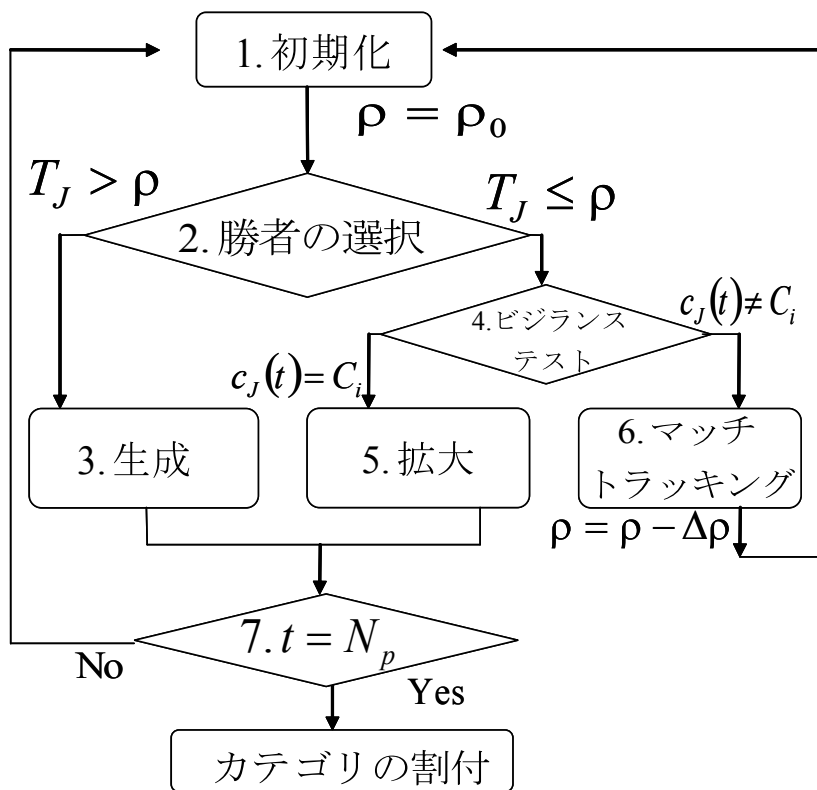 1.初期化
ρ = ρ₀
T_J > ρ
T_J ≤ ρ
2.勝者の選択
4.ビジランス
テスト
c_J(t)≠C_i
c_J(t)=C_i
3.生成
5.拡大
6.マッチ
トラッキング
ρ = ρ − Δρ
7. t = N_p
No
Yes
カテゴリの割付